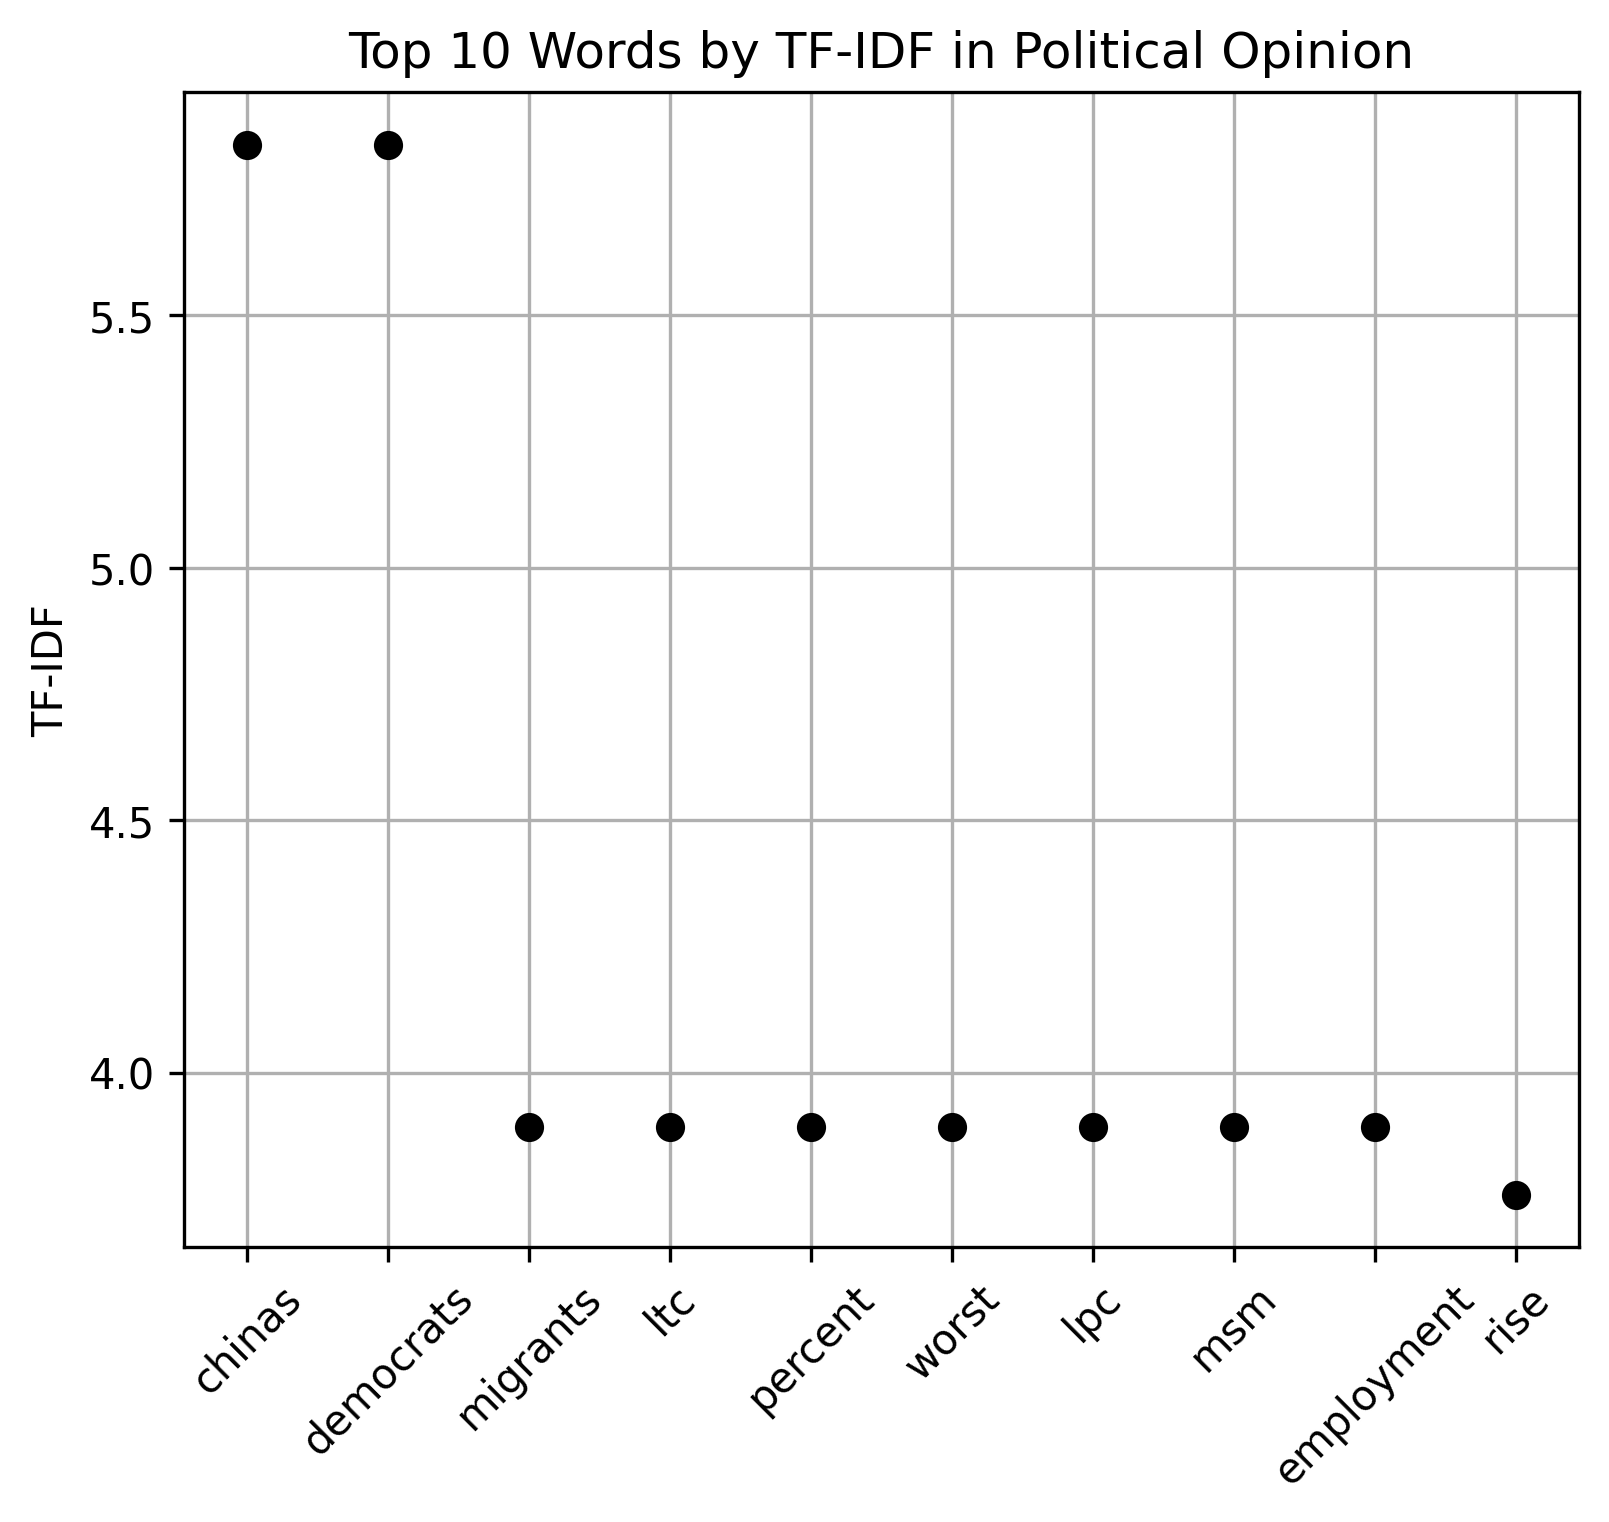 Top 10 Words by TF-IDF in Political Opinion
TF-IDF
5.5
5.0
4.5
4.0
chinas
democrats
migrants
ltc
percent
worst
lpc
msm
employment
rise